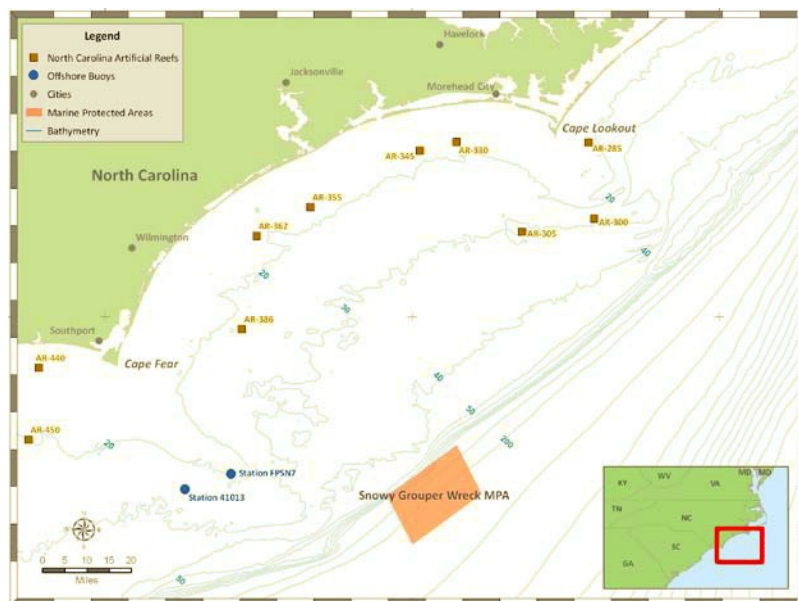 Legend
North Carolina Artificial Reefs
Offshore Buoys
Cities
Marine Protected Areas
Bathymetry
Havelock
Jacksonville
Morehead City
Cape Lookout
AR-345
AR-330
AR-285
North Carolina
AR-355
20
AR-362
AR-305
AR-300
Wilmington
40
20
30
Southport
AR-386
AR-440
Cape Fear
40
50
AR-450
20
200
Station FPSN7
Station 41013
Snowy Grouper Wreck MPA
50
0 5 10 15 20
Miles
KY
WV
VA
MD
MD
TN
NC
SC
GA